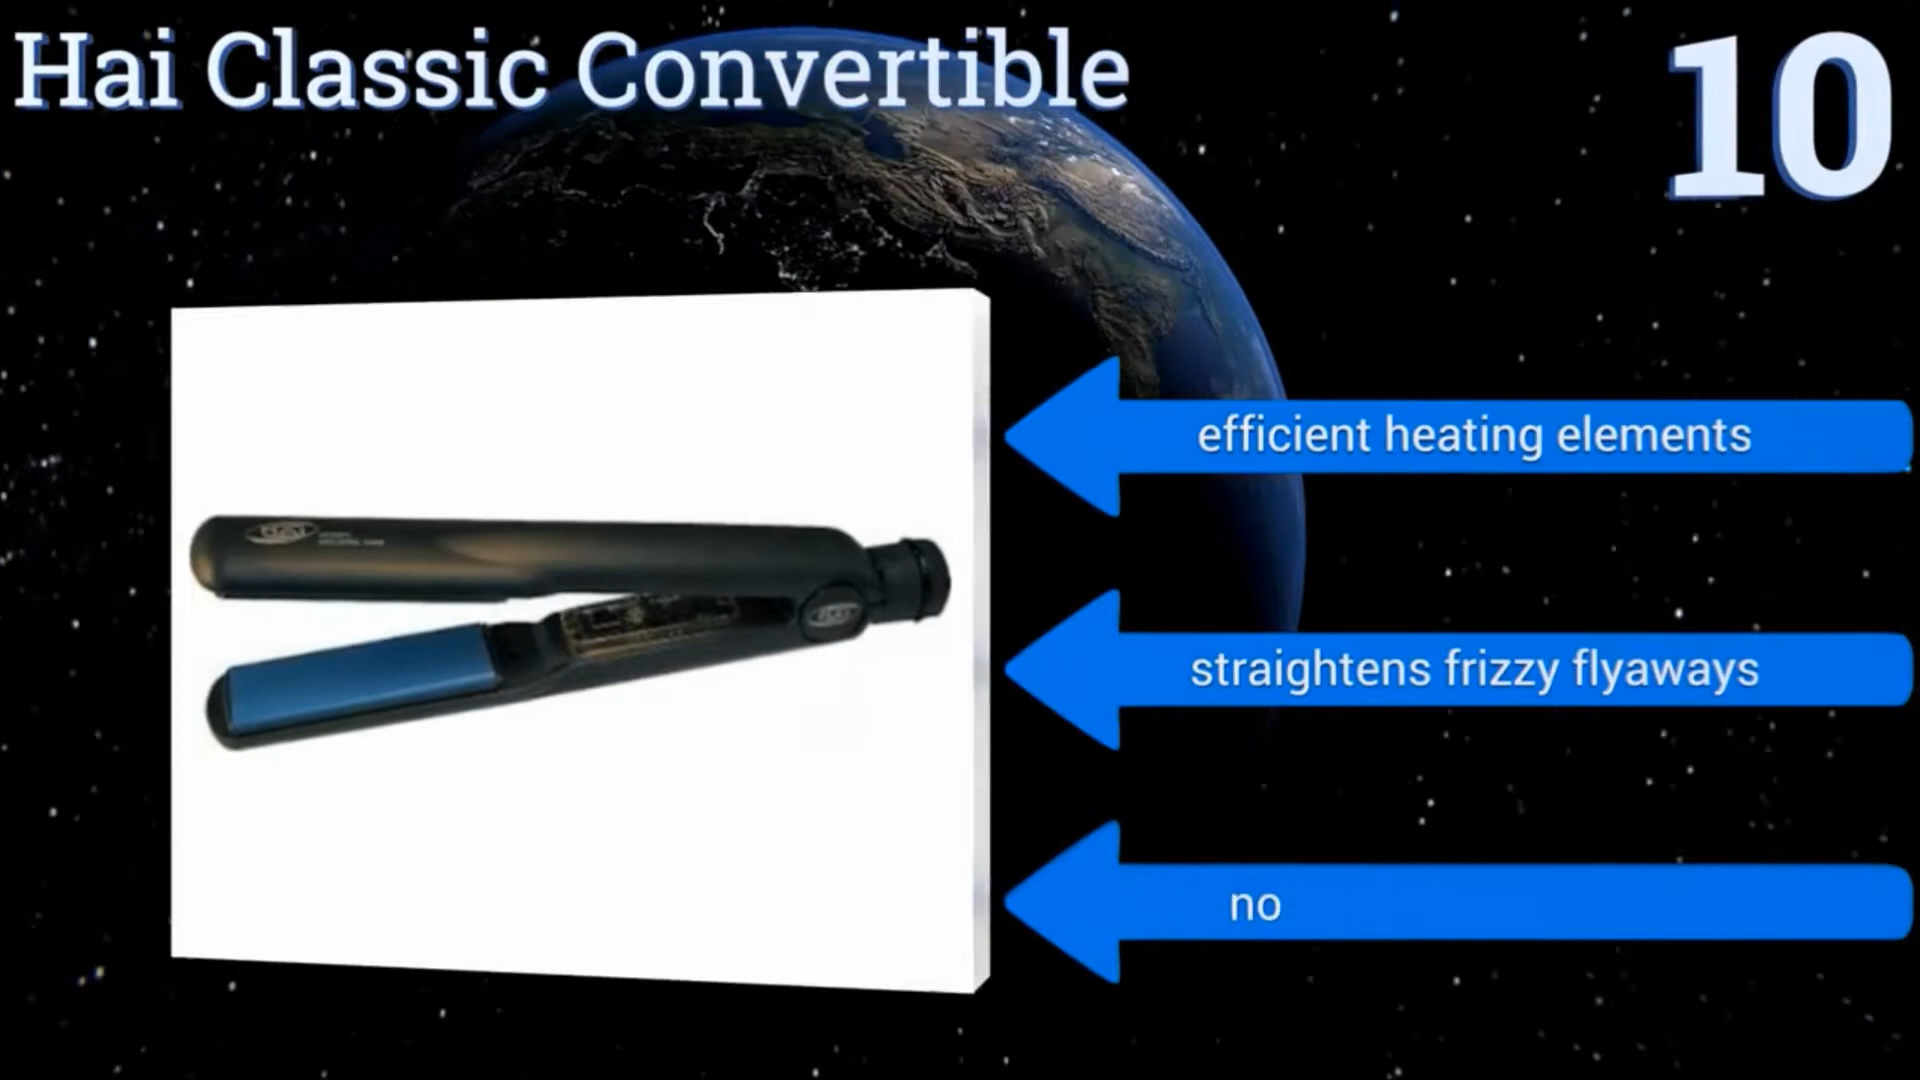 Hai Classic Convertible
10
efficient heating elements
straightens frizzy flyaways
no